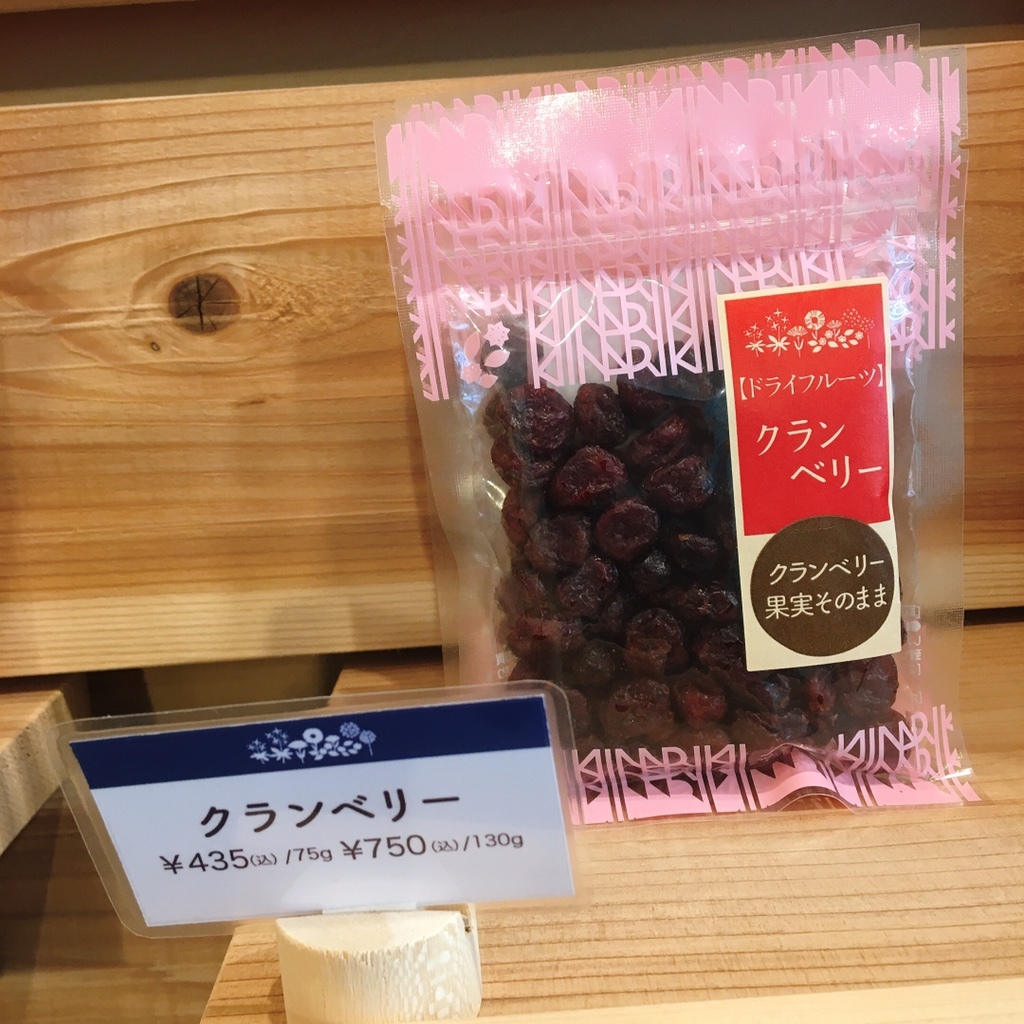 【ドライフルーツ】
クラン
ベリー
クランベリー
果実そのまま
クランベリー
￥435(込) /75g ￥750(込) /130g